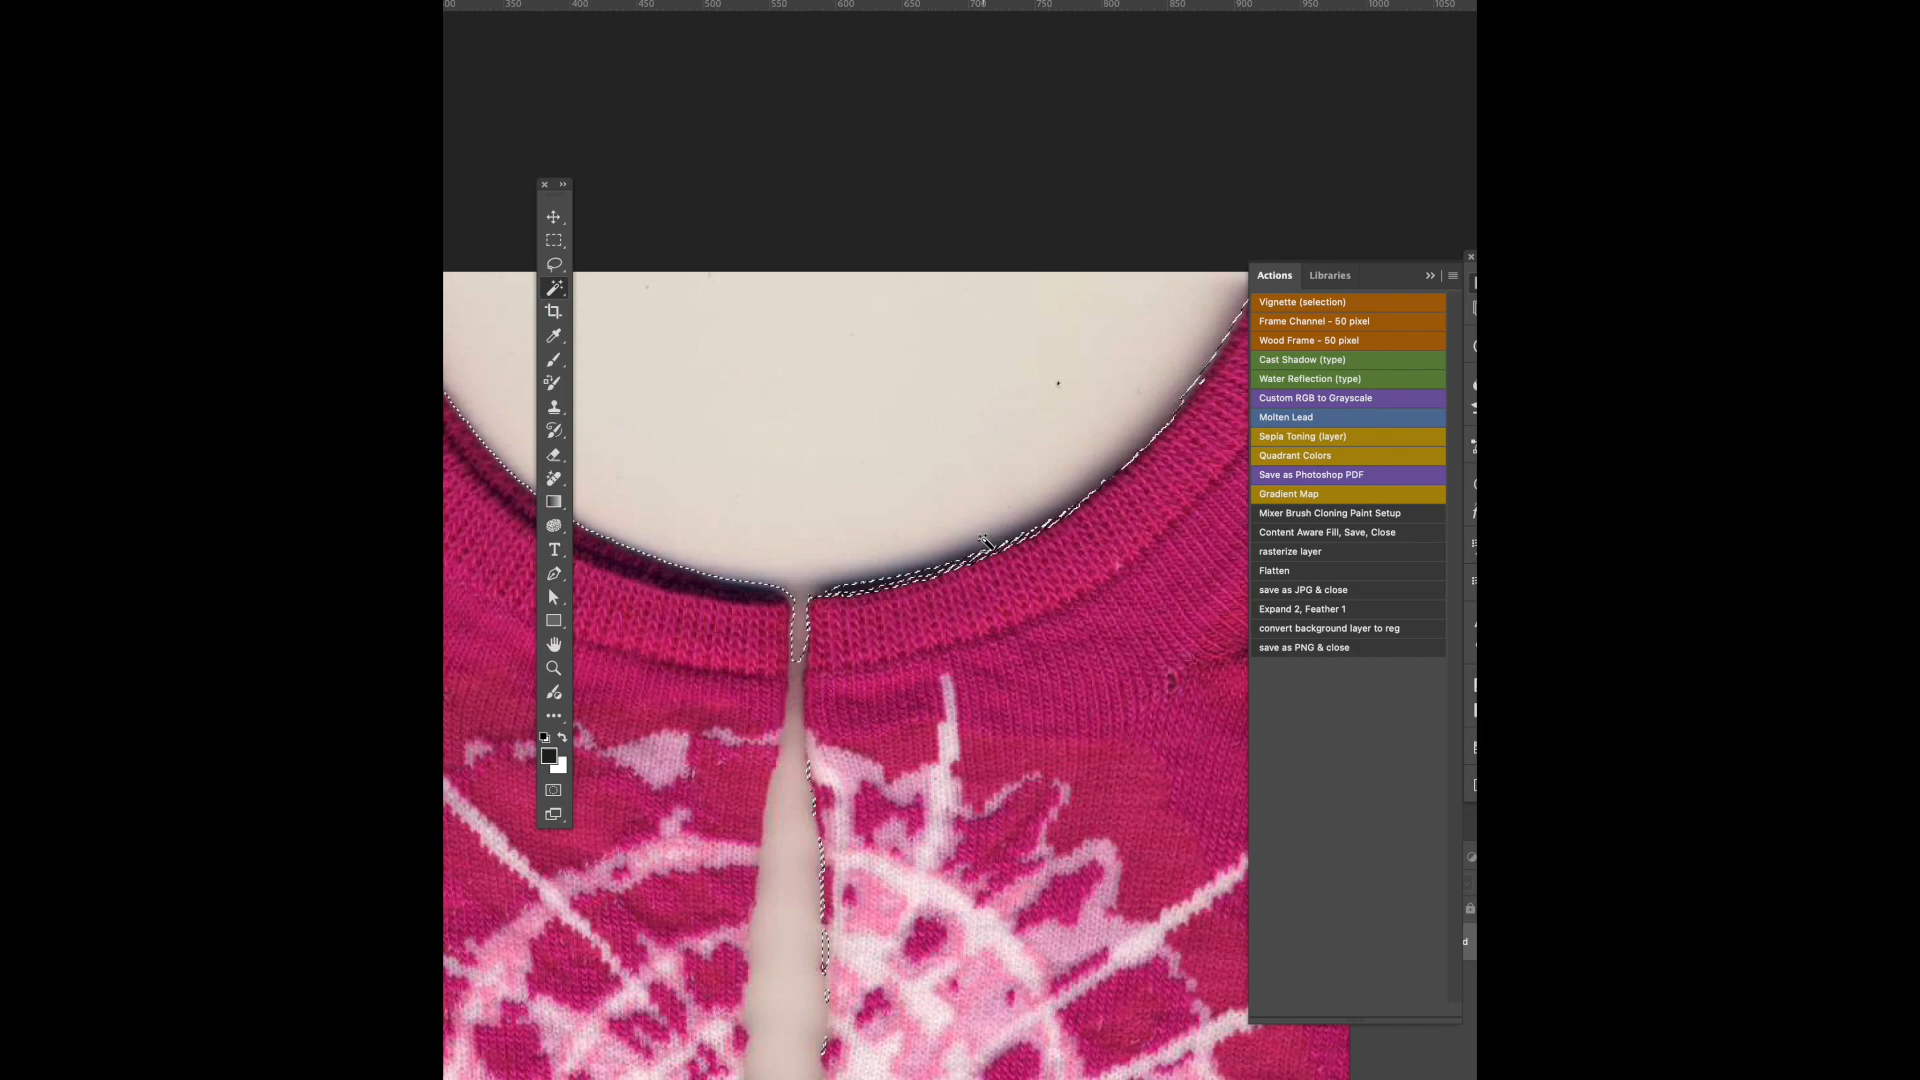 00 350 400 450 500 550 600 650 700 750 800 850 900 950 1000 1050
Actions Libraries
Vignette (selection)
Frame Channel - 50 pixel
Wood Frame - 50 pixel
Cast Shadow (type)
Water Reflection (type)
Custom RGB to Grayscale
Molten Lead
Sepia Toning (layer)
Quadrant Colors
Save as Photoshop PDF
Gradient Map
Mixer Brush Cloning Paint Setup
Content Aware Fill, Save, Close
rasterize layer
Flatten
save as JPG & close
Expand 2, Feather 1
convert background layer to reg
save as PNG & close
d